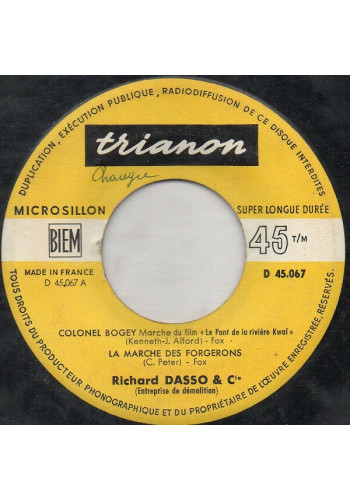 DUPLICATION, EXÉCUTION PUBLIQUE, RADIODIFFUSION DE CE DISQUE INTERDITES
trianon
MICROSILLON
SUPER LONGUE DURÉE
BIEM
45 T/M
MADE IN FRANCE
D 45.067 A
D 45.067
COLONEL BOGEY Marche du film « Le Pont de la rivière Kwaï »
(Kenneth-J. Alford) - Fox
LA MARCHE DES FORGERONS
(C. Peter) - Fox
Richard DASSO & Cie
(Entreprise de démolition)
TOUS DROITS DU PRODUCTEUR PHONOGRAPHIQUE ET DU PROPRIÉTAIRE DE L'ŒUVRE ENREGISTRÉE, RÉSERVÉS.